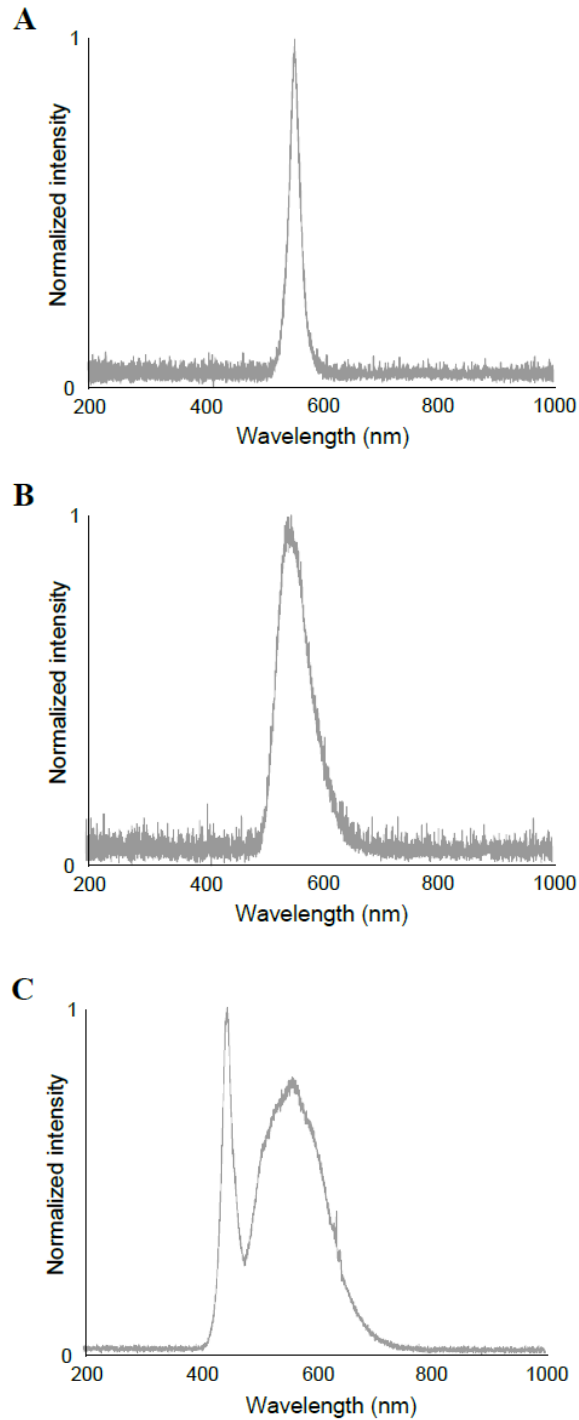 A
1
Normalized intensity
0
200 400 600 800 1000
Wavelength (nm)
B
1
Normalized intensity
0
200 400 600 800 1000
Wavelength (nm)
C
1
Normalized intensity
0
200 400 600 800 1000
Wavelength (nm)